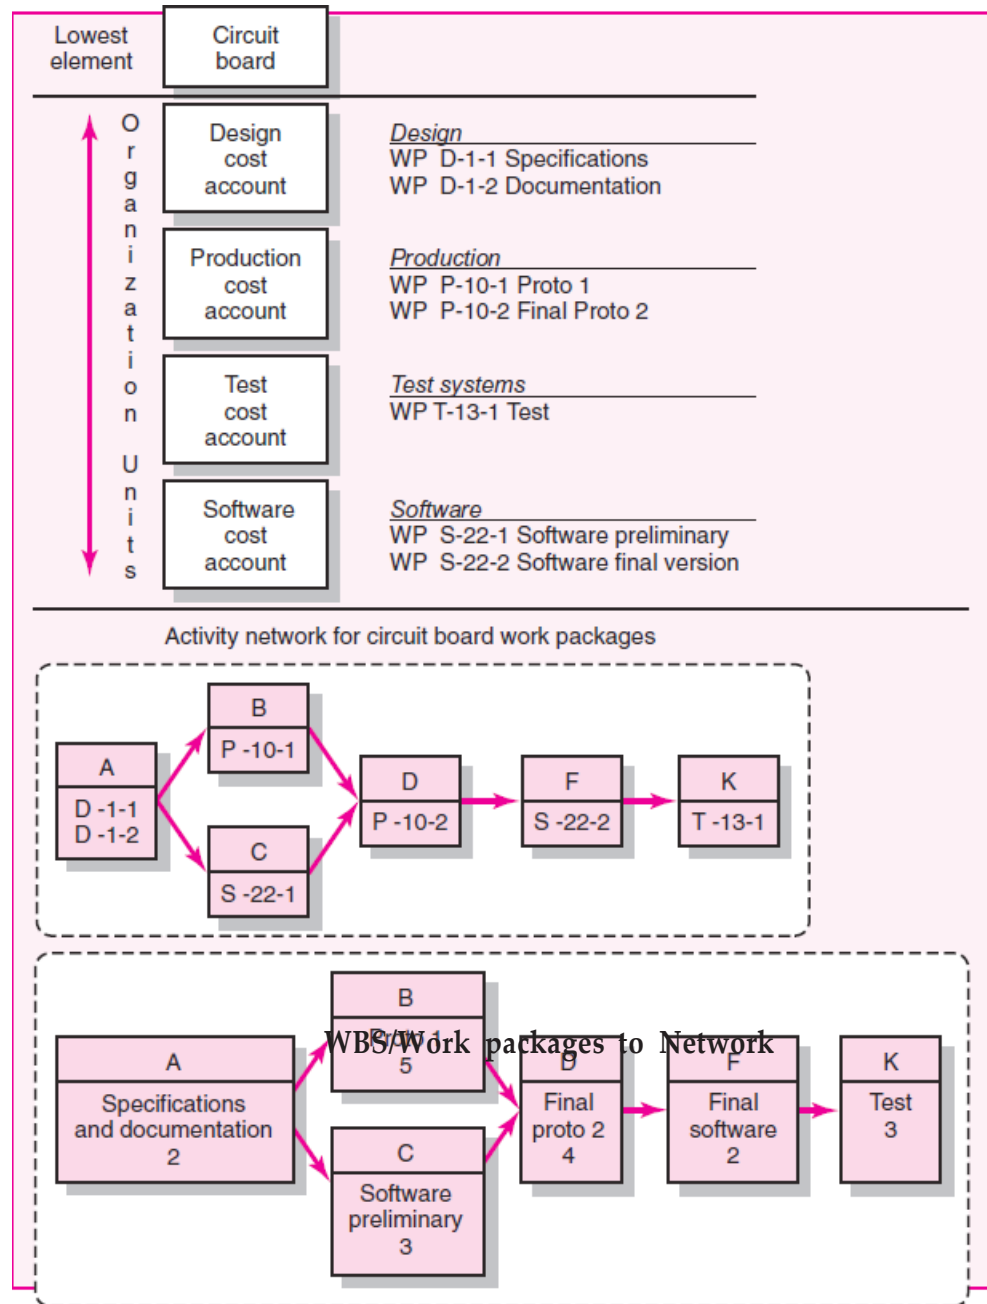 Lowest
element
Circuit
board
Organization Units
Design
cost
account
Design
WP D-1-1 Specifications
WP D-1-2 Documentation
Production
cost
account
Production
WP P-10-1 Proto 1
WP P-10-2 Final Proto 2
Test
cost
account
Test systems
WP T-13-1 Test
Software
cost
account
Software
WP S-22-1 Software preliminary
WP S-22-2 Software final version
Activity network for circuit board work packages
A
D -1-1
D -1-2
B
P -10-1
C
S -22-1
D
P -10-2
F
S -22-2
K
T -13-1
WBS/Work packages to Network
A
Specifications
and documentation
2
B
Proto 1
5
C
Software
preliminary
3
D
Final
proto 2
4
F
Final
software
2
K
Test
3